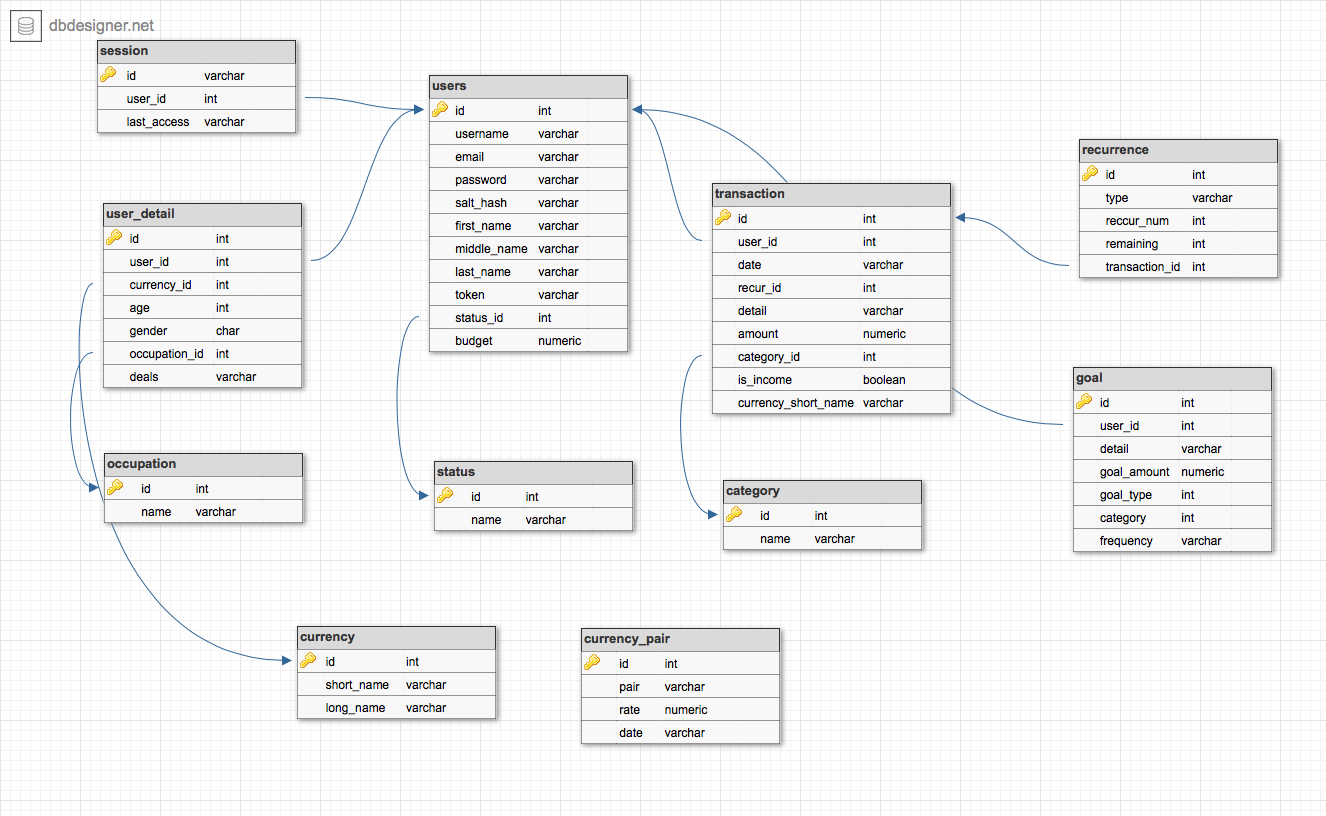 dbdesigner.net
session
id varchar
user_id int
last_access varchar
users
id int
username varchar
email varchar
password varchar
salt_hash varchar
first_name varchar
middle_name varchar
last_name varchar
token varchar
status_id int
budget numeric
recurrence
id int
type varchar
reccur_num int
remaining int
transaction_id int
transaction
id int
user_id int
date varchar
recur_id int
detail varchar
amount numeric
category_id int
is_income boolean
currency_short_name varchar
user_detail
id int
user_id int
currency_id int
age int
gender char
occupation_id int
deals varchar
goal
id int
user_id int
detail varchar
goal_amount numeric
goal_type int
category int
frequency varchar
occupation
id int
name varchar
status
id int
name varchar
category
id int
name varchar
currency
id int
short_name varchar
long_name varchar
currency_pair
id int
pair varchar
rate numeric
date varchar